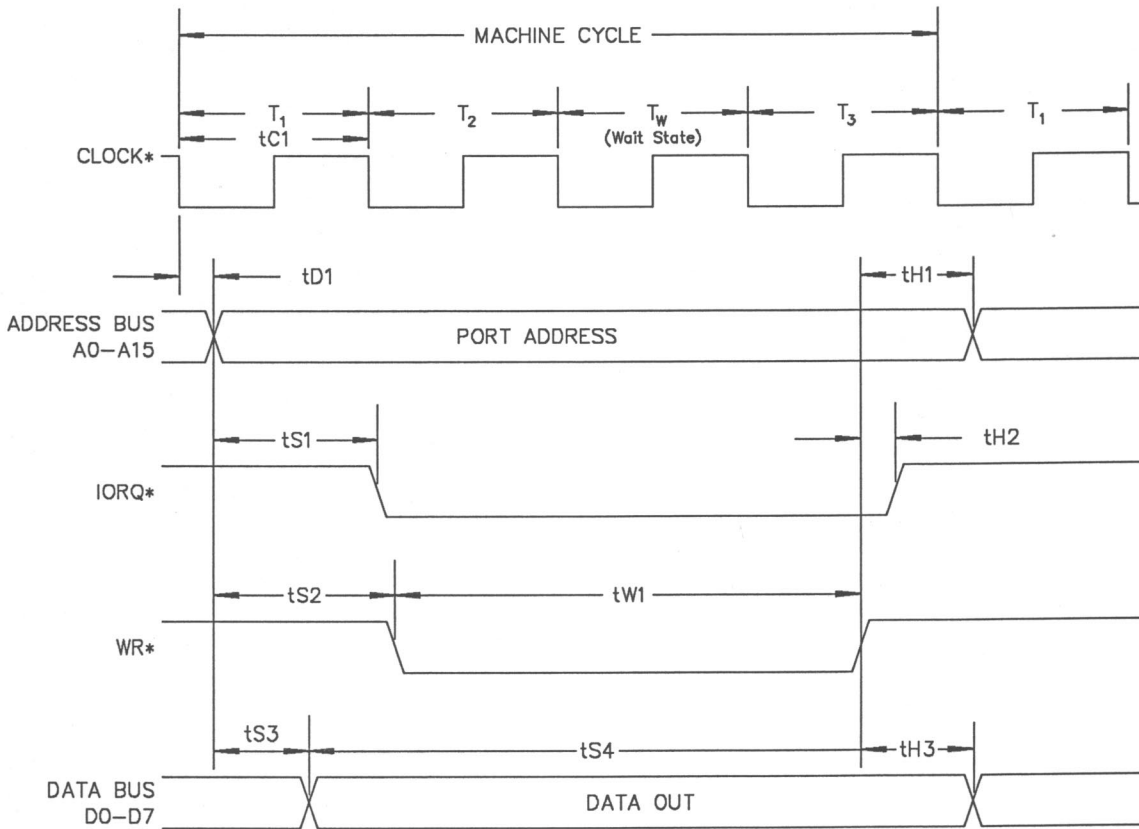 MACHINE CYCLE
T1 T2 TW T3 T1
tC1 (Wait State)
CLOCK*
tD1 tH1
ADDRESS BUS
A0-A15
PORT ADDRESS
tS1 tH2
IORQ*
tS2 tW1
WR*
tS3 tS4 tH3
DATA BUS
D0-D7
DATA OUT